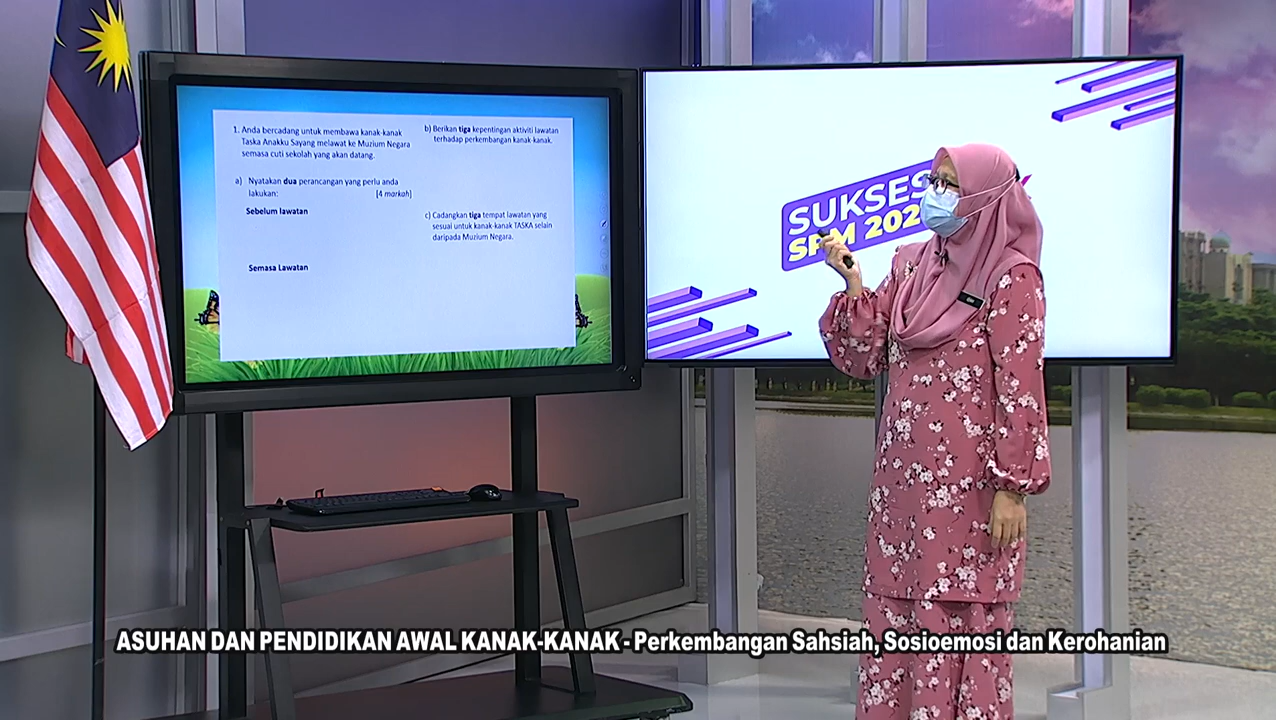 1. Anda bercadang untuk membawa kanak-kanak
Taska Anakku Sayang melawat ke Muzium Negara
semasa cuti sekolah yang akan datang.
a) Nyatakan dua perancangan yang perlu anda
lakukan: [4 markah]
Sebelum lawatan
Semasa Lawatan
b) Berikan tiga kepentingan aktiviti lawatan
terhadap perkembangan kanak-kanak.
c) Cadangkan tiga tempat lawatan yang
sesuai untuk kanak-kanak TASKA selain
daripada Muzium Negara.
SUKSES
SPM 202
ASUHAN DAN PENDIDIKAN AWAL KANAK-KANAK - Perkembangan Sahsiah, Sosioemosi dan Kerohanian